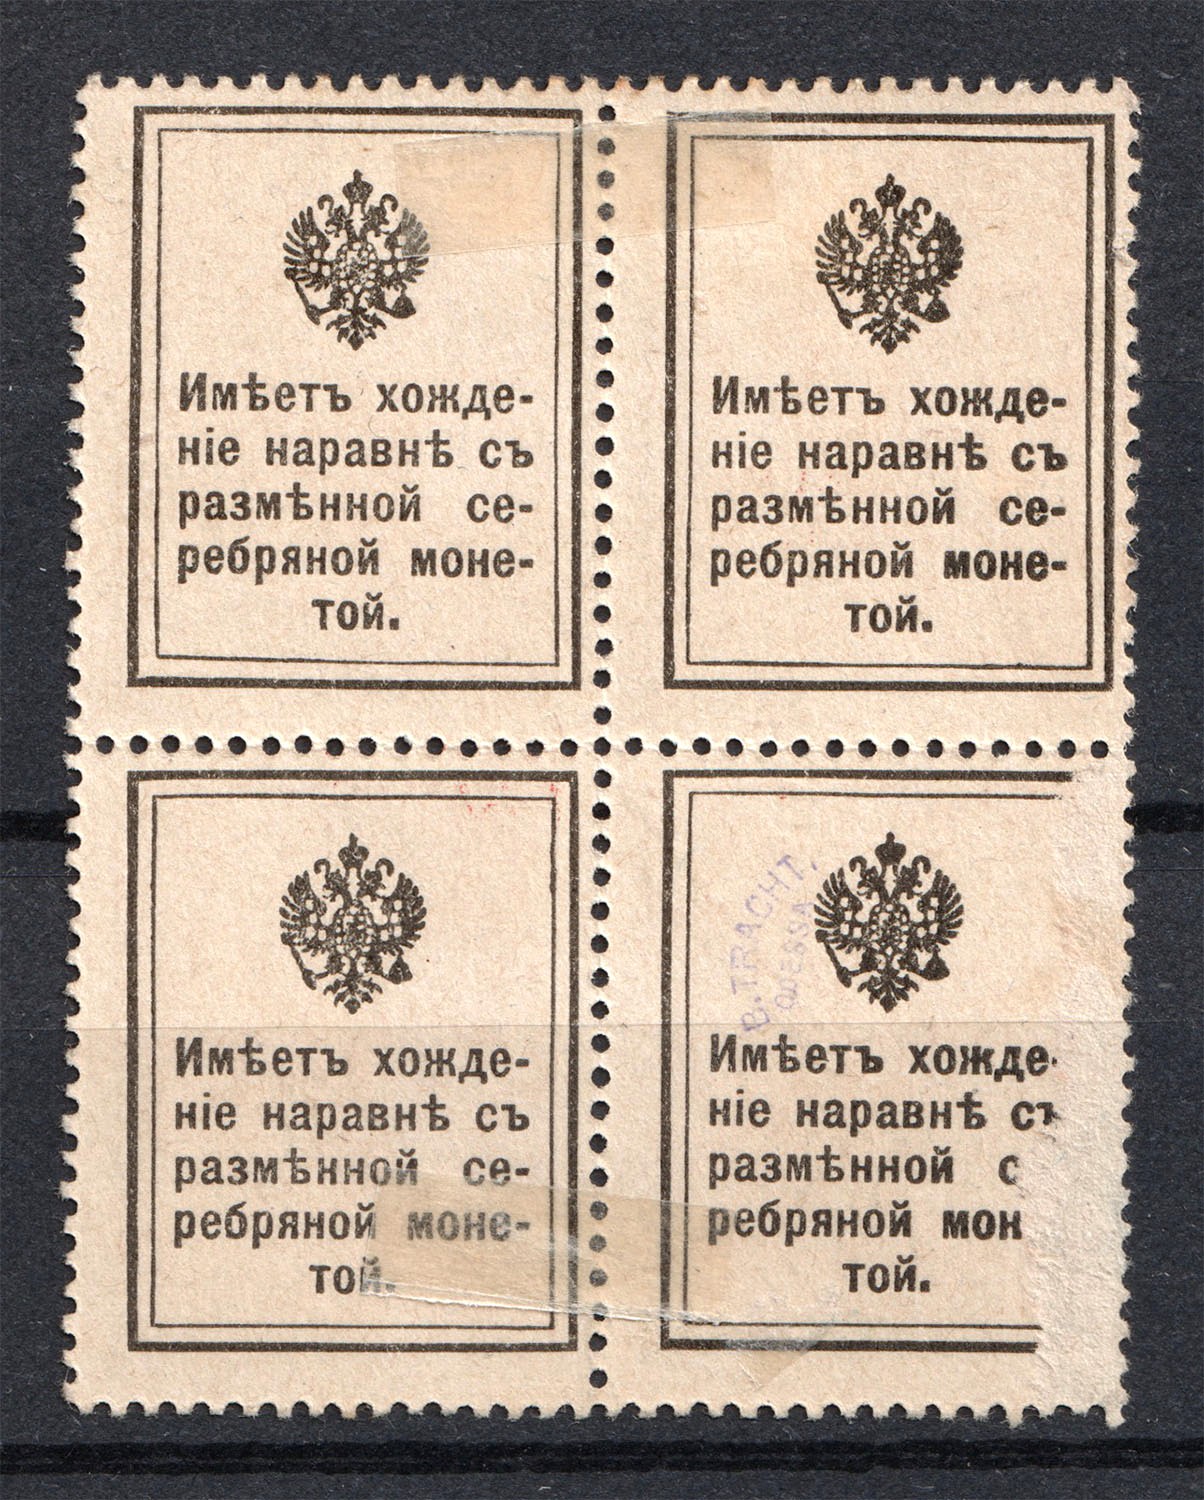 Имѣетъ хожде-
ніе наравнѣ съ
размѣнной се-
ребряной моне-
той.
Имѣетъ хожде-
ніе наравнѣ съ
размѣнной се-
ребряной моне-
той.
Имѣетъ хожде-
ніе наравнѣ съ
размѣнной се-
ребряной моне-
той.
B. TRACHT,
ODESSA
Имѣетъ хожде-
ніе наравнѣ съ
размѣнной с
ребряной мон
той.